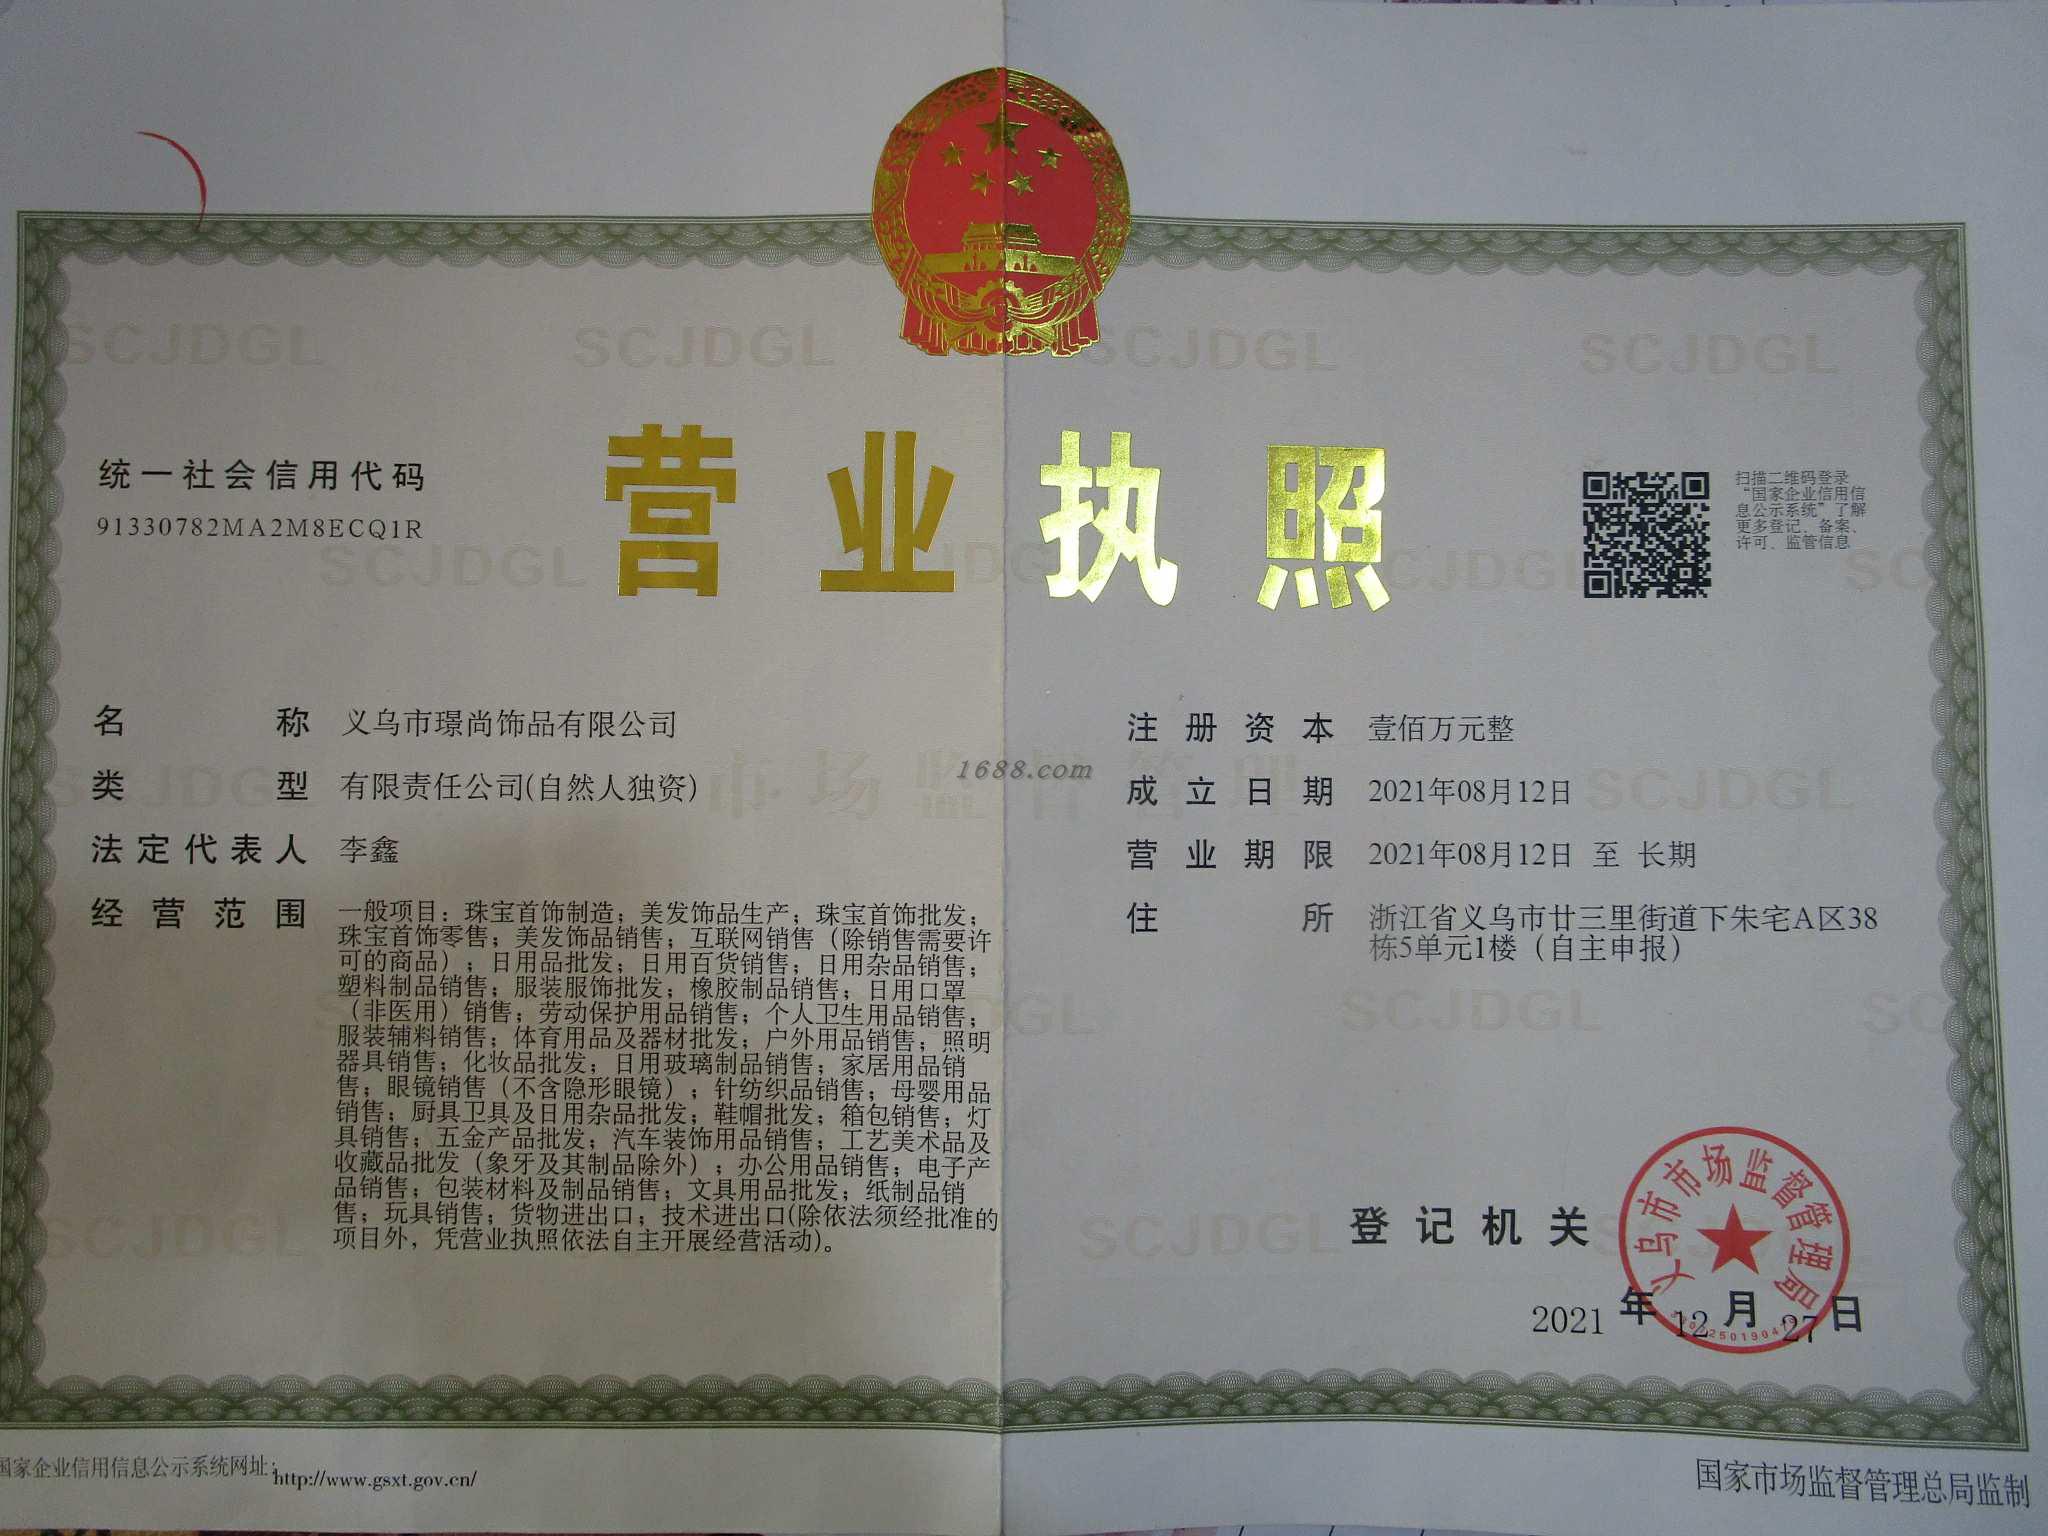 SCJDGL SCJDGL SCJDGL SCJDGL
营业执照
统一社会信用代码
91330782MA2M8ECQ1R
扫描二维码登录
“国家企业信用信
息公示系统”了解
更多登记、备案、
许可、监管信息
SCJDGL
名称 义乌市璟尚饰品有限公司
类型 有限责任公司(自然人独资)
法定代表人 李鑫
经营范围 一般项目：珠宝首饰制造；美发饰品生产；珠宝首饰批发；
珠宝首饰零售；美发饰品销售；互联网销售（除销售需要许
可的商品）；日用品批发；日用百货销售；日用杂品销售；
塑料制品销售；服装服饰批发；橡胶制品销售；日用口罩
（非医用）销售；劳动保护用品销售；个人卫生用品销售；
服装辅料销售；体育用品及器材批发；户外用品销售；照明
器具销售；化妆品批发；日用玻璃制品销售；家居用品销
售；眼镜销售（不含隐形眼镜）；针纺织品销售；母婴用品
销售；厨具卫具及日用杂品批发；鞋帽批发；箱包销售；灯
具销售；五金产品批发；汽车装饰用品销售；工艺美术品及
收藏品批发（象牙及其制品除外）；办公用品销售；电子产
品销售；包装材料及制品销售；文具用品批发；纸制品销
售；玩具销售；货物进出口；技术进出口(除依法须经批准的
项目外，凭营业执照依法自主开展经营活动)。
注册资本 壹佰万元整
成立日期 2021年08月12日
营业期限 2021年08月12日 至 长期
住所 浙江省义乌市廿三里街道下朱宅A区38
栋5单元1楼（自主申报）
市场监督管理
1688.com
登记机关
义乌市市场监督管理局
2021 年 12 月 27 日
国家企业信用信息公示系统网址：http://www.gsxt.gov.cn/
国家市场监督管理总局监制